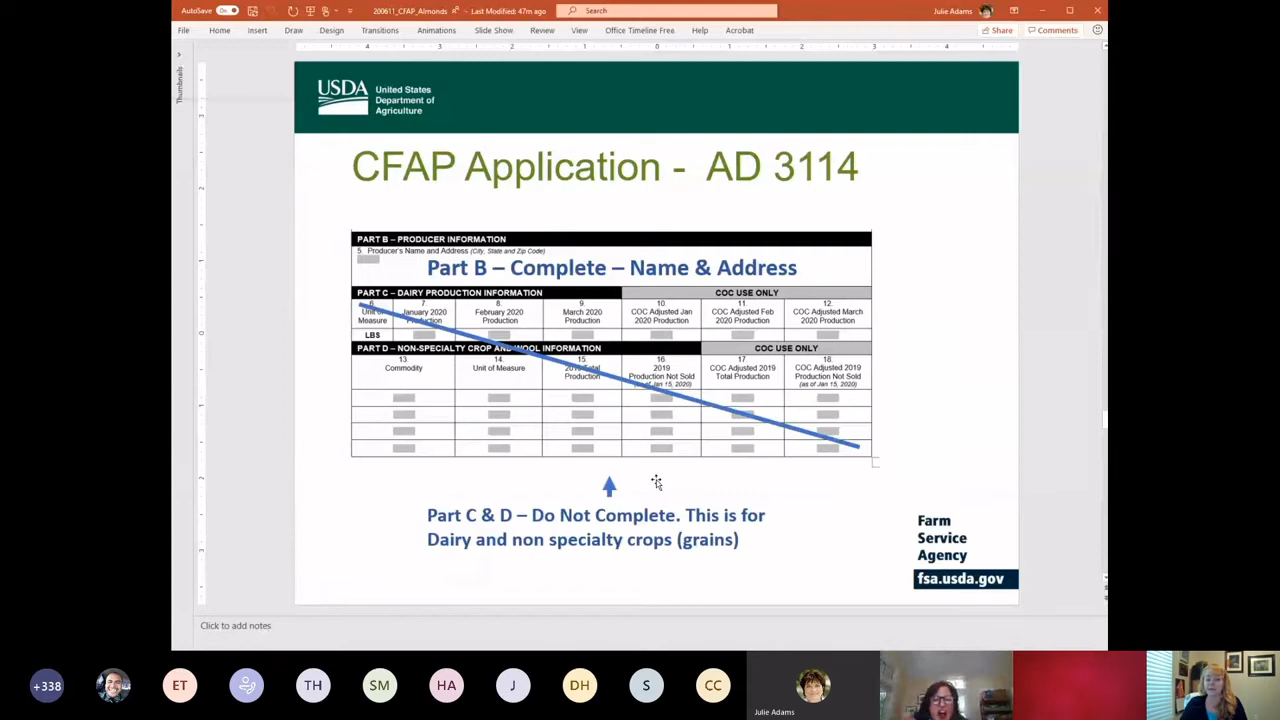 AutoSave On 200611_CFAP_Almonds - Last Modified: 47m ago Search Julie Adams
File Home Insert Draw Design Transitions Animations Slide Show Review View Office Timeline Free Help Acrobat Share Comments
Thumbnails
USDA United States
Department of
Agriculture
CFAP Application - AD 3114
PART B – PRODUCER INFORMATION
5. Producer's Name and Address (City, State and Zip Code)
Part B – Complete – Name & Address
PART C – DAIRY PRODUCTION INFORMATION COC USE ONLY
6. 7. 8. 9. 10. 11. 12.
Unit of January 2020 February 2020 March 2020 COC Adjusted Jan COC Adjusted Feb COC Adjusted March
Measure Production Production Production 2020 Production 2020 Production 2020 Production
LBS
PART D – NON-SPECIALTY CROP AND WOOL INFORMATION COC USE ONLY
13. 14. 15. 16. 17. 18.
Commodity Unit of Measure 2019 Total 2019 COC Adjusted 2019 COC Adjusted 2019
Production Production Not Sold Total Production Production Not Sold
(as of Jan 15, 2020) (as of Jan 15, 2020)
Part C & D – Do Not Complete. This is for
Dairy and non specialty crops (grains)
Farm
Service
Agency
fsa.usda.gov
Click to add notes
+338 ET TH SM HA J DH S CC
Julie Adams